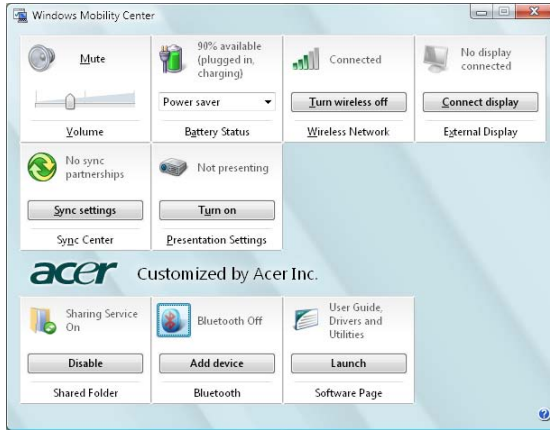 Windows Mobility Center
Mute
Volume
90% available
(plugged in,
charging)
Power saver
Battery Status
Connected
Turn wireless off
Wireless Network
No display
connected
Connect display
External Display
No sync
partnerships
Sync settings
Sync Center
Not presenting
Turn on
Presentation Settings
acer Customized by Acer Inc.
Sharing Service
On
Disable
Shared Folder
Bluetooth Off
Add device
Bluetooth
User Guide,
Drivers and
Utilities
Launch
Software Page